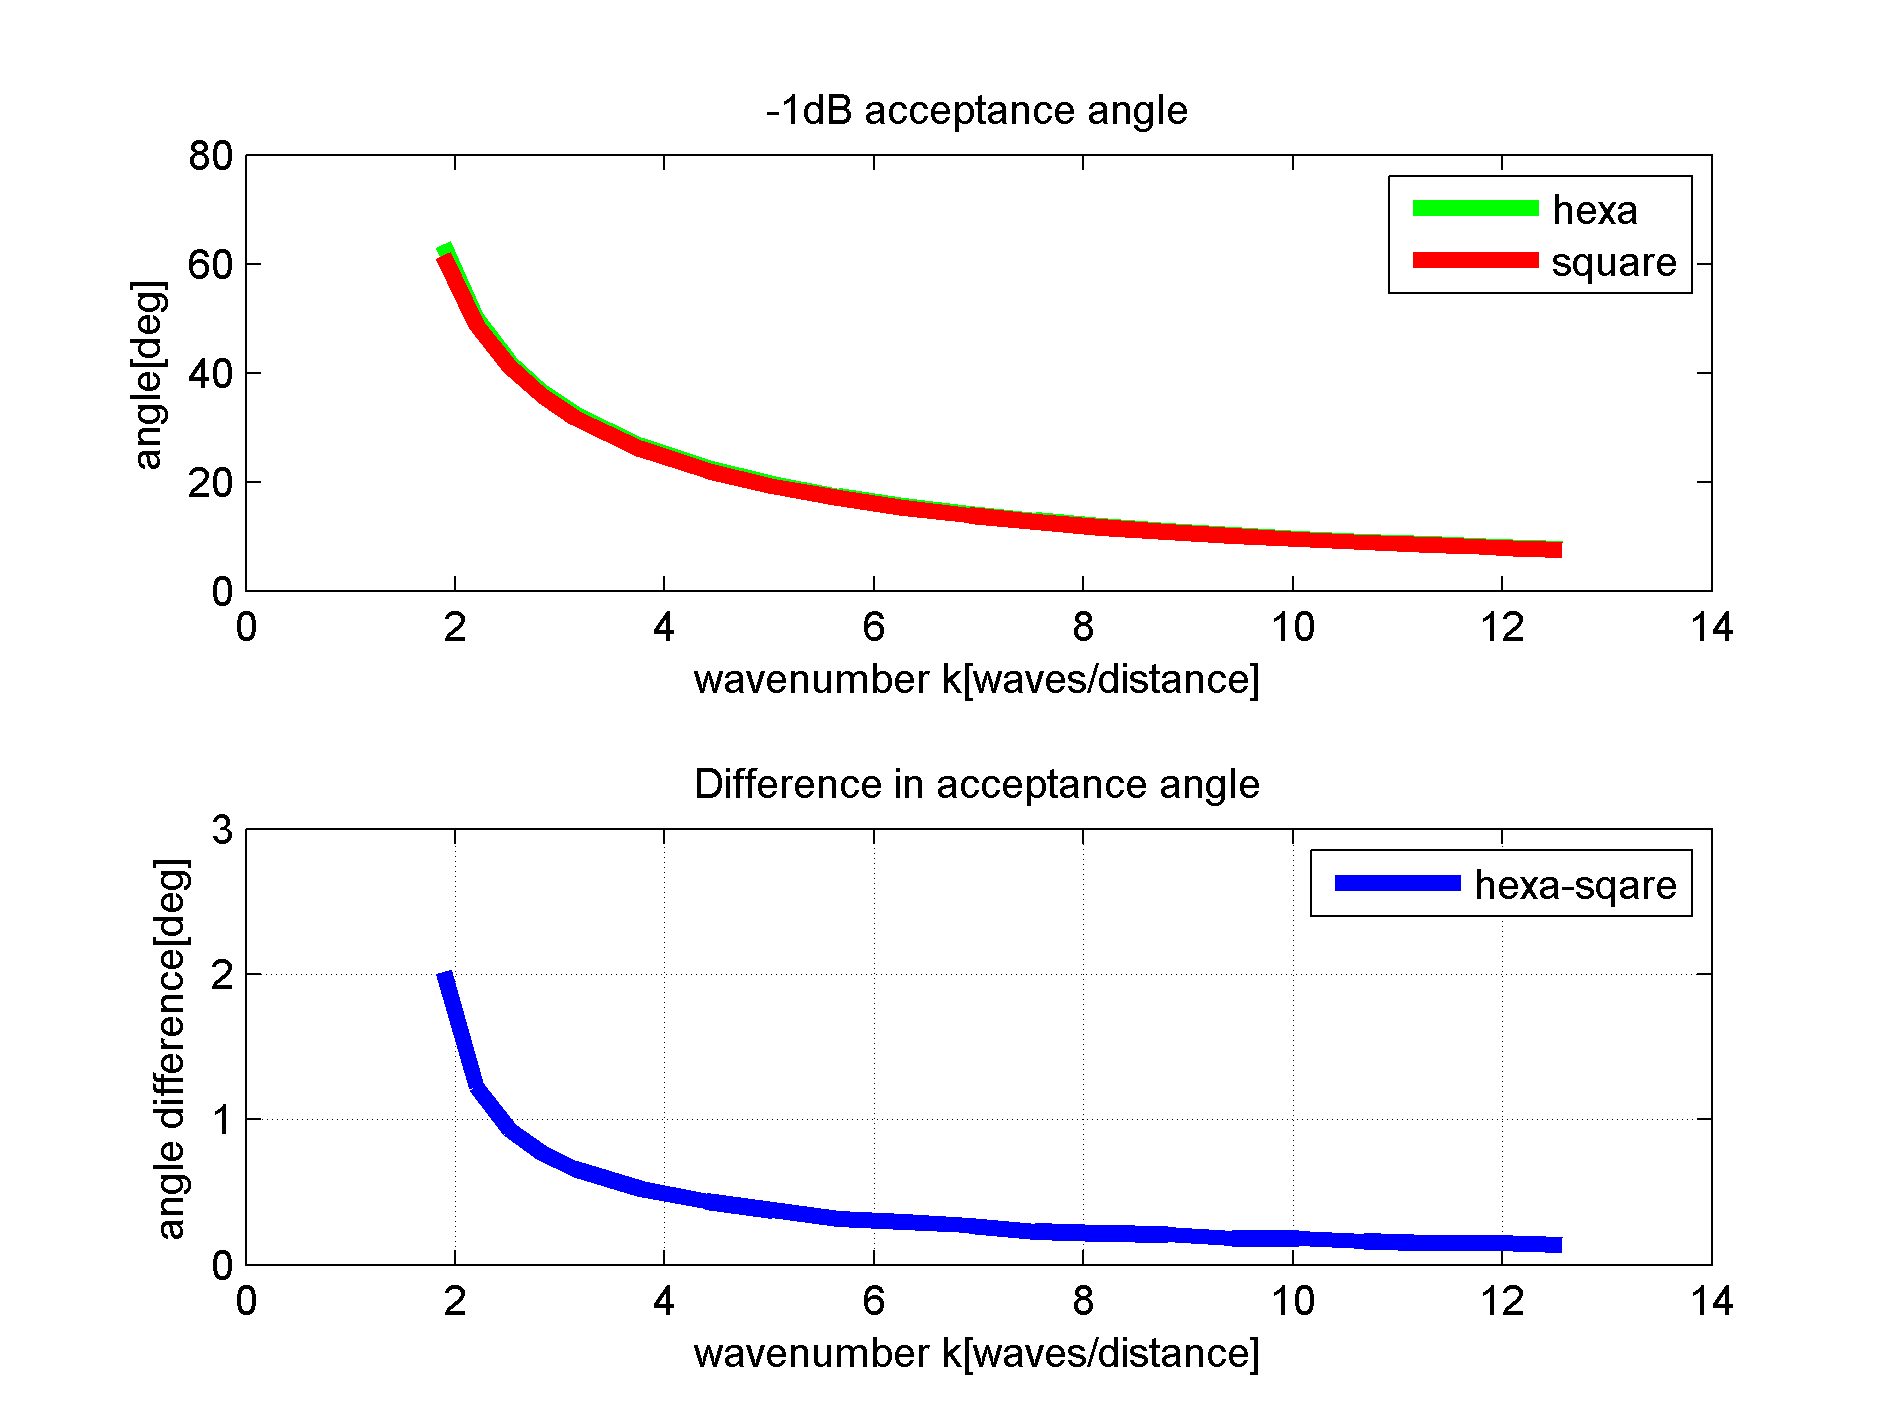 -1dB acceptance angle
80
60
40
20
0
angle[deg]
hexa
square
0 2 4 6 8 10 12 14
wavenumber k[waves/distance]
Difference in acceptance angle
3
2
1
0
angle difference[deg]
hexa-sqare
0 2 4 6 8 10 12 14
wavenumber k[waves/distance]